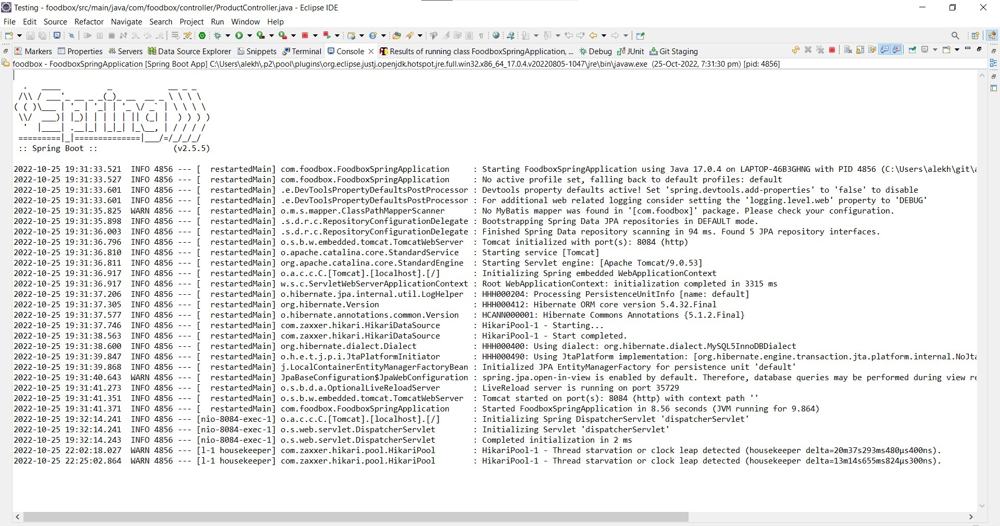 Testing - foodbox/src/main/java/com/foodbox/controller/ProductController.java - Eclipse IDE
File Edit Source Refactor Navigate Search Project Run Window Help
Markers Properties Servers Data Source Explorer Snippets Terminal Console Results of running class FoodboxSpringApplication, ... Debug JUnit Git Staging
foodbox - FoodboxSpringApplication [Spring Boot App] C:\Users\alekh\.p2\pool\plugins\org.eclipse.justj.openjdk.hotspot.jre.full.win32.x86_64_17.0.4.v20220805-1047\jre\bin\javaw.exe (25-Oct-2022, 7:31:30 pm) [pid: 4856]
Spring
:: Spring Boot :: (v2.5.5)
2022-10-25 19:31:33.521 INFO 4856 --- [ restartedMain] com.foodbox.FoodboxSpringApplication : Starting FoodboxSpringApplication using Java 17.0.4 on LAPTOP-46B3GHNG with PID 4856 (C:\Users\alekh\git\a
2022-10-25 19:31:33.527 INFO 4856 --- [ restartedMain] com.foodbox.FoodboxSpringApplication : No active profile set, falling back to default profiles: default
2022-10-25 19:31:33.601 INFO 4856 --- [ restartedMain] .e.DevToolsPropertyDefaultsPostProcessor : Devtools property defaults active! Set 'spring.devtools.add-properties' to 'false' to disable
2022-10-25 19:31:33.601 INFO 4856 --- [ restartedMain] .e.DevToolsPropertyDefaultsPostProcessor : For additional web related logging consider setting the 'logging.level.web' property to 'DEBUG'
2022-10-25 19:31:35.825 WARN 4856 --- [ restartedMain] o.m.s.mapper.ClassPathMapperScanner : No MyBatis mapper was found in '[com.foodbox]' package. Please check your configuration.
2022-10-25 19:31:35.898 INFO 4856 --- [ restartedMain] .s.d.r.c.RepositoryConfigurationDelegate : Bootstrapping Spring Data JPA repositories in DEFAULT mode.
2022-10-25 19:31:36.003 INFO 4856 --- [ restartedMain] .s.d.r.c.RepositoryConfigurationDelegate : Finished Spring Data repository scanning in 94 ms. Found 5 JPA repository interfaces.
2022-10-25 19:31:36.796 INFO 4856 --- [ restartedMain] o.s.b.w.embedded.tomcat.TomcatWebServer : Tomcat initialized with port(s): 8084 (http)
2022-10-25 19:31:36.810 INFO 4856 --- [ restartedMain] o.apache.catalina.core.StandardService : Starting service [Tomcat]
2022-10-25 19:31:36.811 INFO 4856 --- [ restartedMain] org.apache.catalina.core.StandardEngine : Starting Servlet engine: [Apache Tomcat/9.0.53]
2022-10-25 19:31:36.917 INFO 4856 --- [ restartedMain] o.a.c.c.C.[Tomcat].[localhost].[/] : Initializing Spring embedded WebApplicationContext
2022-10-25 19:31:36.917 INFO 4856 --- [ restartedMain] w.s.c.ServletWebServerApplicationContext : Root WebApplicationContext: initialization completed in 3315 ms
2022-10-25 19:31:37.206 INFO 4856 --- [ restartedMain] o.hibernate.jpa.internal.util.LogHelper : HHH000204: Processing PersistenceUnitInfo [name: default]
2022-10-25 19:31:37.305 INFO 4856 --- [ restartedMain] org.hibernate.Version : HHH000412: Hibernate ORM core version 5.4.32.Final
2022-10-25 19:31:37.577 INFO 4856 --- [ restartedMain] o.hibernate.annotations.common.Version : HCANN000001: Hibernate Commons Annotations {5.1.2.Final}
2022-10-25 19:31:37.746 INFO 4856 --- [ restartedMain] com.zaxxer.hikari.HikariDataSource : HikariPool-1 - Starting...
2022-10-25 19:31:38.563 INFO 4856 --- [ restartedMain] com.zaxxer.hikari.HikariDataSource : HikariPool-1 - Start completed.
2022-10-25 19:31:38.600 INFO 4856 --- [ restartedMain] org.hibernate.dialect.Dialect : HHH000400: Using dialect: org.hibernate.dialect.MySQL5InnoDBDialect
2022-10-25 19:31:39.847 INFO 4856 --- [ restartedMain] o.h.e.t.j.p.i.JtaPlatformInitiator : HHH000490: Using JtaPlatform implementation: [org.hibernate.engine.transaction.jta.platform.internal.NoJta
2022-10-25 19:31:39.868 INFO 4856 --- [ restartedMain] j.LocalContainerEntityManagerFactoryBean : Initialized JPA EntityManagerFactory for persistence unit 'default'
2022-10-25 19:31:40.643 WARN 4856 --- [ restartedMain] JpaBaseConfiguration$JpaWebConfiguration : spring.jpa.open-in-view is enabled by default. Therefore, database queries may be performed during view re
2022-10-25 19:31:41.273 INFO 4856 --- [ restartedMain] o.s.b.d.a.OptionalLiveReloadServer : LiveReload server is running on port 35729
2022-10-25 19:31:41.351 INFO 4856 --- [ restartedMain] o.s.b.w.embedded.tomcat.TomcatWebServer : Tomcat started on port(s): 8084 (http) with context path ''
2022-10-25 19:31:41.371 INFO 4856 --- [ restartedMain] com.foodbox.FoodboxSpringApplication : Started FoodboxSpringApplication in 8.56 seconds (JVM running for 9.864)
2022-10-25 19:32:14.241 INFO 4856 --- [nio-8084-exec-1] o.a.c.c.C.[Tomcat].[localhost].[/] : Initializing Spring DispatcherServlet 'dispatcherServlet'
2022-10-25 19:32:14.241 INFO 4856 --- [nio-8084-exec-1] o.s.web.servlet.DispatcherServlet : Initializing Servlet 'dispatcherServlet'
2022-10-25 19:32:14.243 INFO 4856 --- [nio-8084-exec-1] o.s.web.servlet.DispatcherServlet : Completed initialization in 2 ms
2022-10-25 22:02:18.027 WARN 4856 --- [l-1 housekeeper] com.zaxxer.hikari.pool.HikariPool : HikariPool-1 - Thread starvation or clock leap detected (housekeeper delta=20m37s293ms480µs400ns).
2022-10-25 22:25:02.864 WARN 4856 --- [l-1 housekeeper] com.zaxxer.hikari.pool.HikariPool : HikariPool-1 - Thread starvation or clock leap detected (housekeeper delta=13m14s655ms824µs300ns).